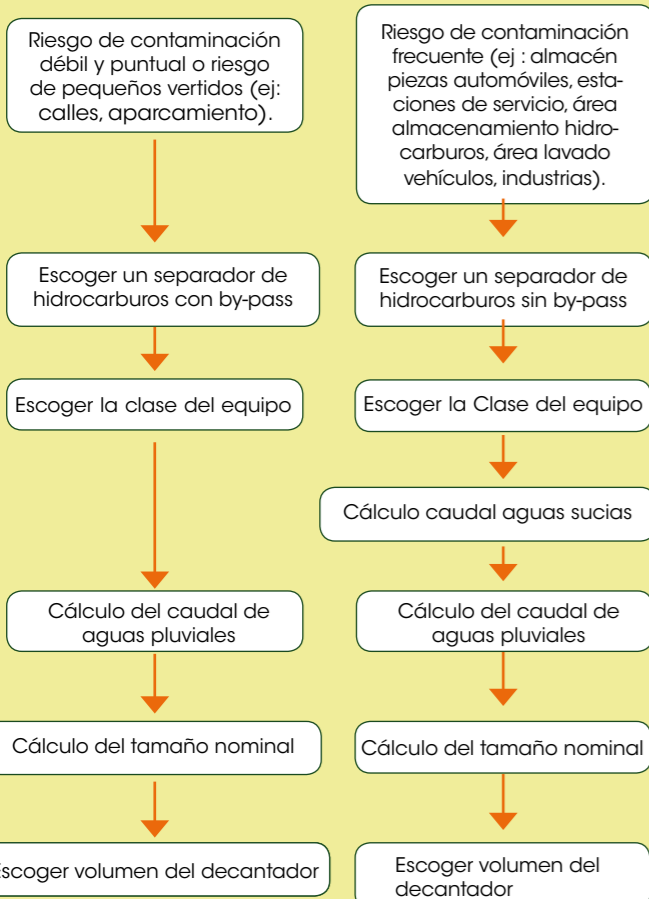 Riesgo de contaminación
débil y puntual o riesgo
de pequeños vertidos (ej:
calles, aparcamiento).
Escoger un separador de
hidrocarburos con by-pass
Escoger la clase del equipo
Cálculo del caudal de
aguas pluviales
Cálculo del tamaño nominal
Escoger volumen del decantador
Riesgo de contaminación
frecuente (ej : almacén
piezas automóviles, esta-
ciones de servicio, área
almacenamiento hidro-
carburos, área lavado
vehículos, industrias).
Escoger un separador de
hidrocarburos sin by-pass
Escoger la Clase del equipo
Cálculo caudal aguas sucias
Cálculo del caudal de
aguas pluviales
Cálculo del tamaño nominal
Escoger volumen del
decantador